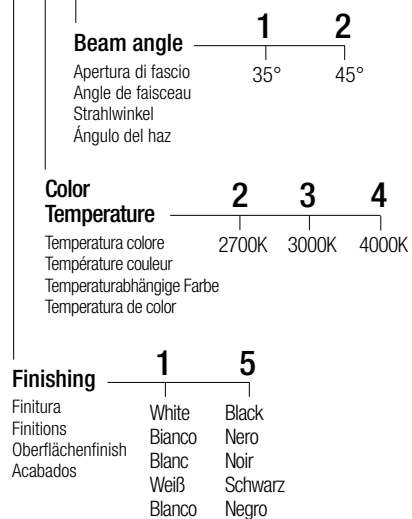 Beam angle 1 2
Apertura di fascio 35° 45°
Angle de faisceau
Strahlwinkel
Ángulo del haz
Color
Temperature 2 3 4
Temperatura colore 2700K 3000K 4000K
Température couleur
Temperaturabhängige Farbe
Temperatura de color
Finishing 1 5
Finitura White Black
Finitions Bianco Nero
Oberflächenfinish Blanc Noir
Acabados Weiß Schwarz
Blanco Negro